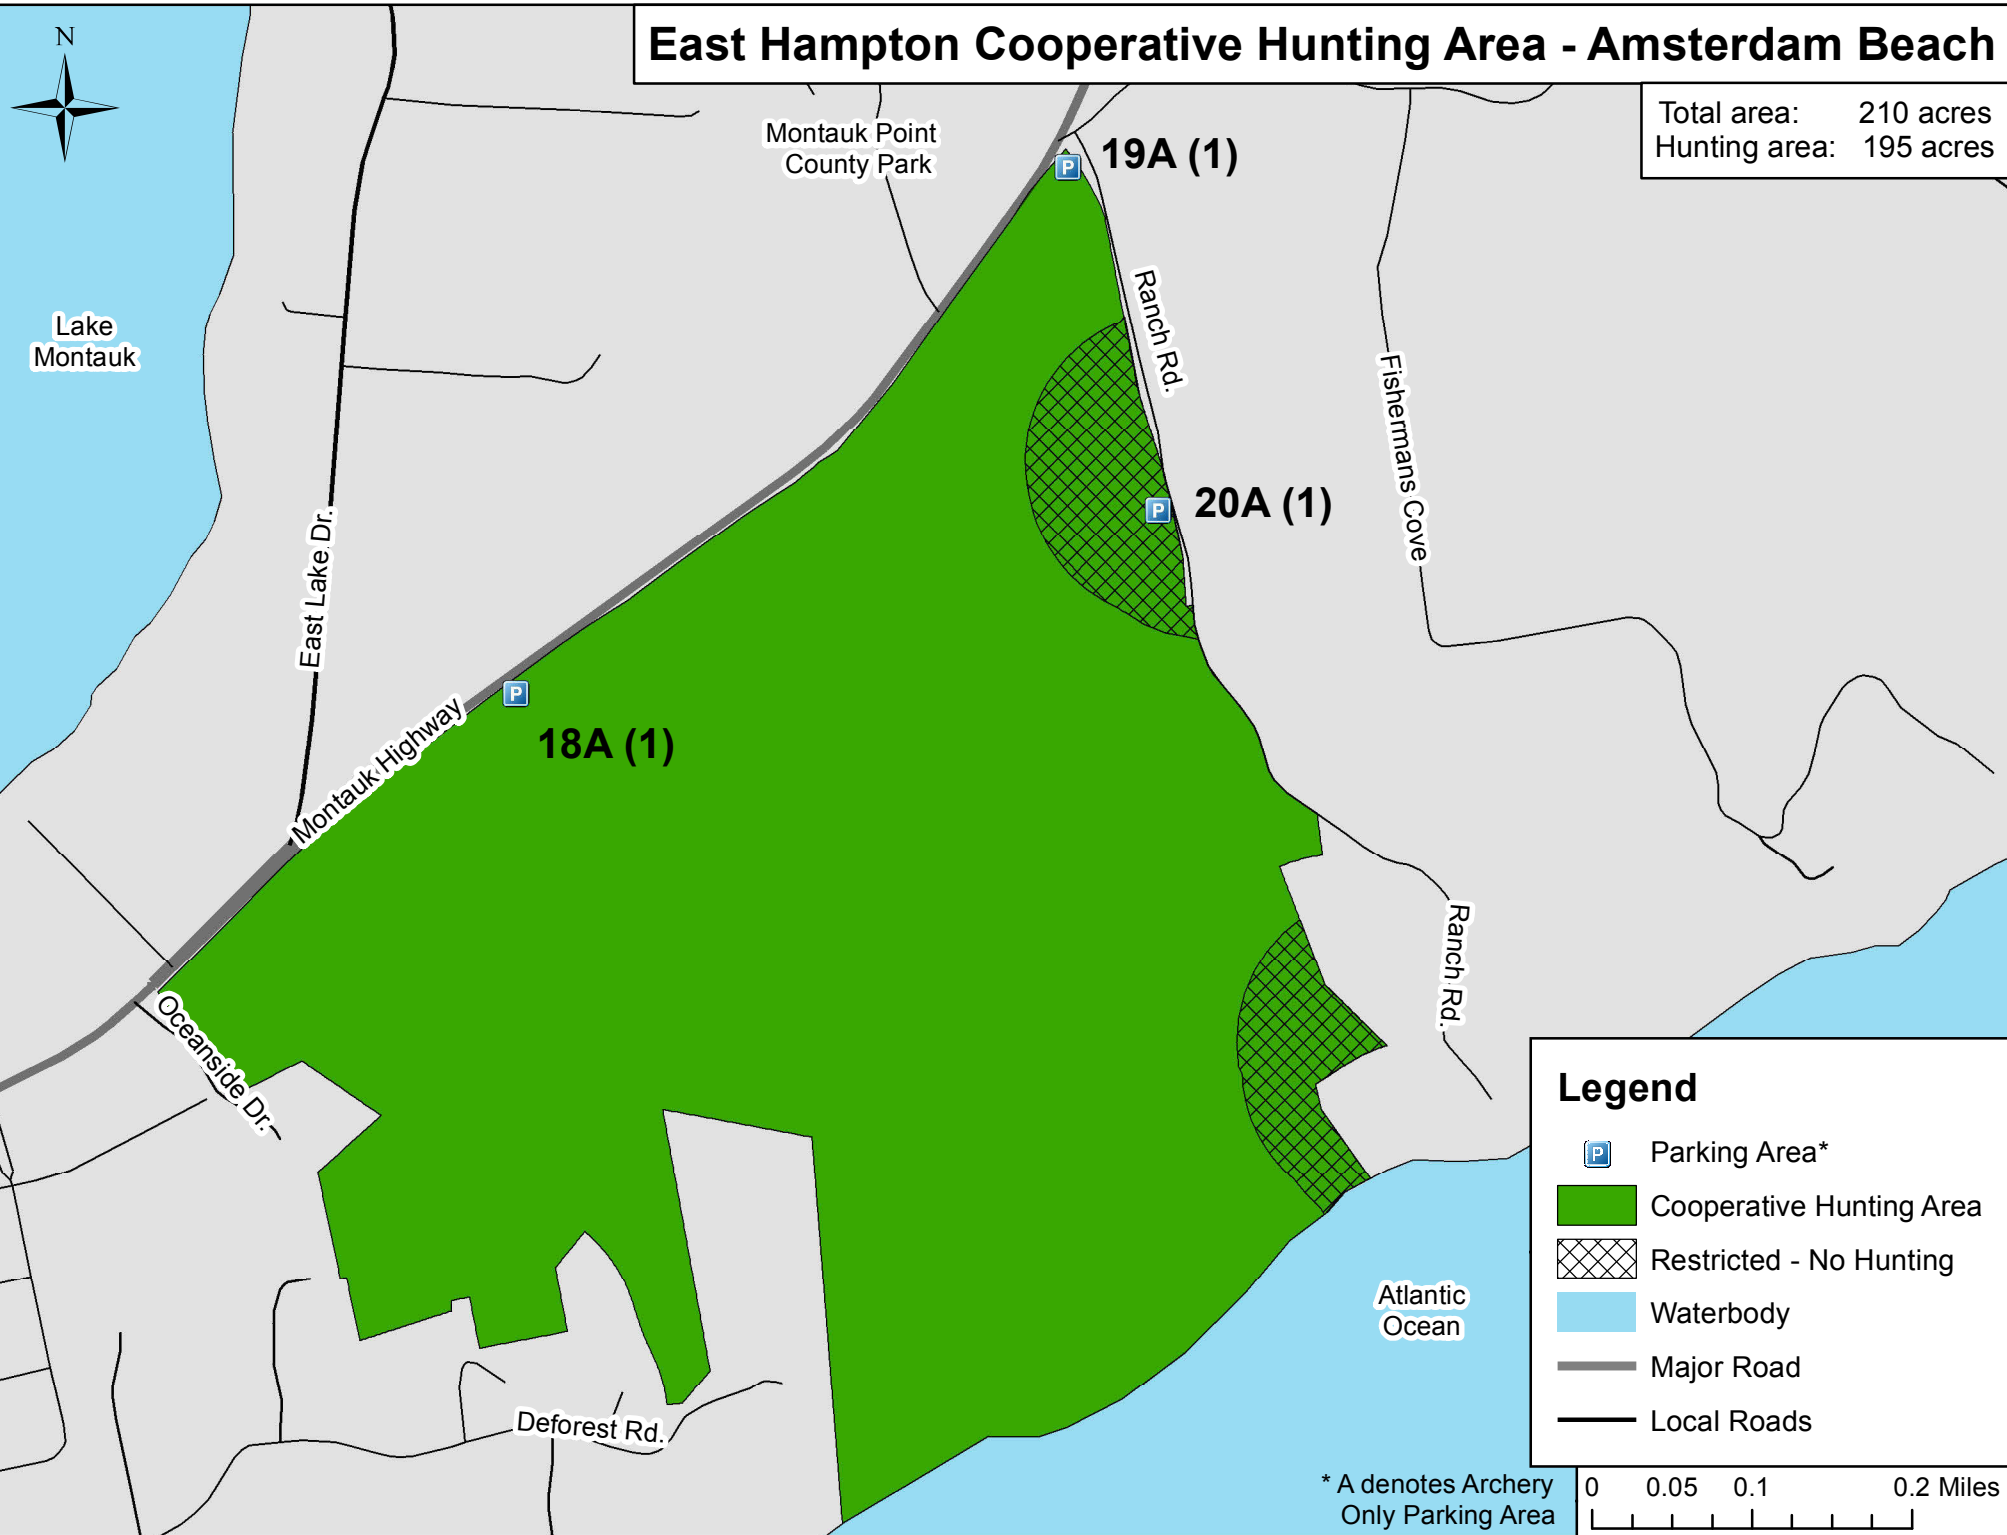 East Hampton Cooperative Hunting Area - Amsterdam Beach
N
Total area: 210 acres
Hunting area: 195 acres
Montauk Point
County Park
P
19A (1)
Lake
Montauk
Ranch Rd.
Fishermans Cove
P
20A (1)
East Lake Dr.
P
18A (1)
Montauk Highway
Ranch Rd.
Oceanside Dr.
Atlantic
Ocean
Deforest Rd.
Legend
P Parking Area*
Cooperative Hunting Area
Restricted - No Hunting
Waterbody
Major Road
Local Roads
* A denotes Archery
Only Parking Area
0 0.05 0.1 0.2 Miles